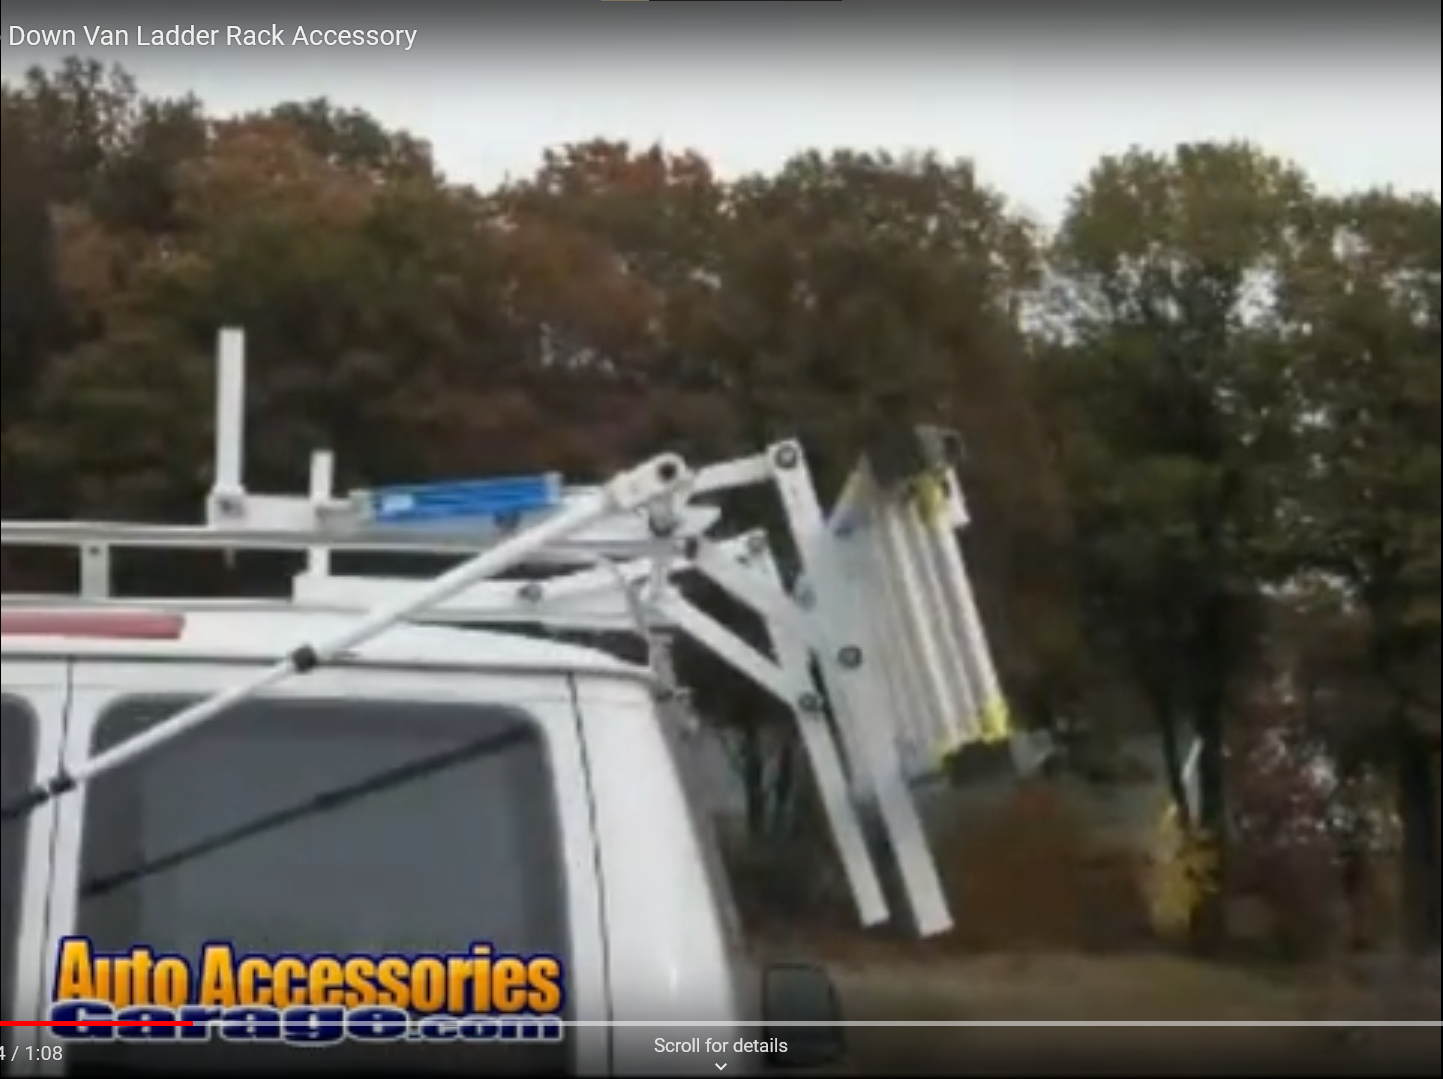 Down Van Ladder Rack Accessory
Auto Accessories
Garage.com
4 / 1:08
Scroll for details